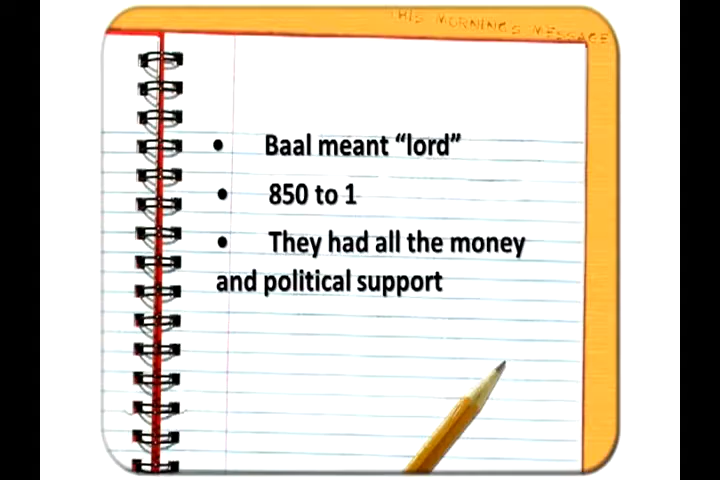 THIS MORNING'S MESSAGE
• Baal meant “lord”
• 850 to 1
• They had all the money
and political support